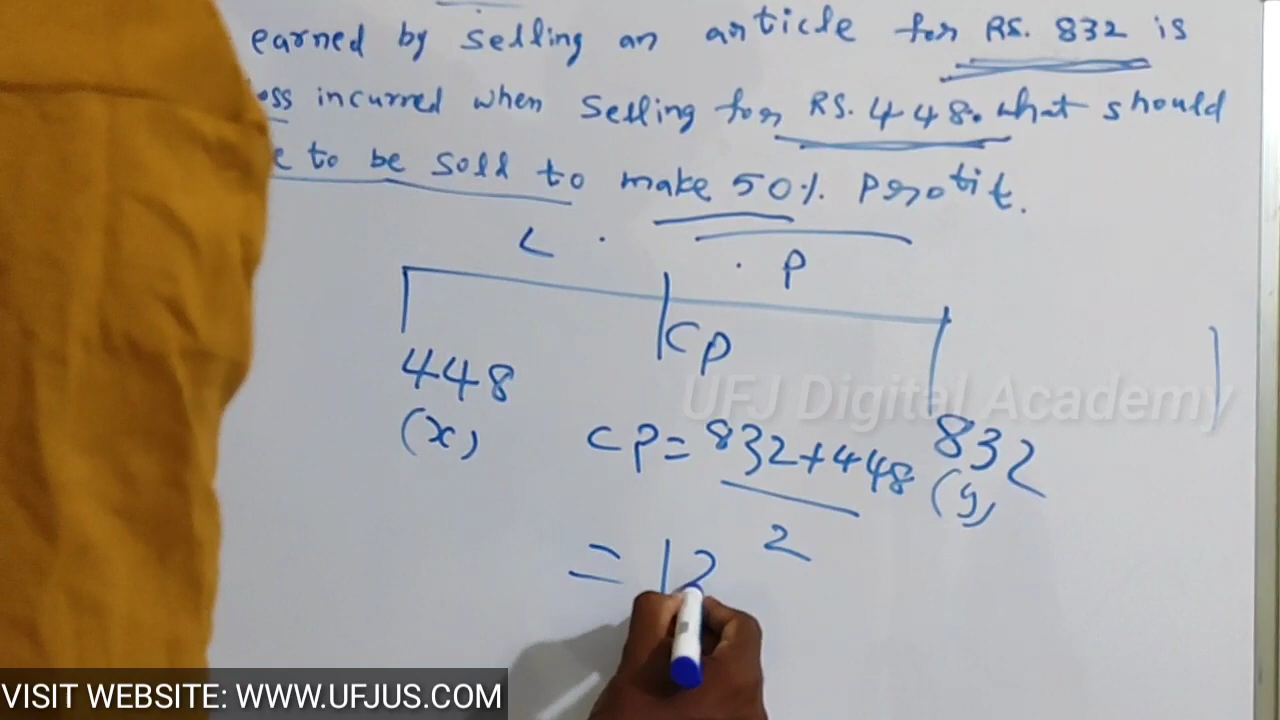 earned by selling an article for RS. 832 is
oss incurred when selling for RS. 448. what should
e to be sold to make 50% profit.
L P
CP
448
(x) 832
(y)
CP = 832+448
2
= 12
UFJ Digital Academy
VISIT WEBSITE: WWW.UFJUS.COM